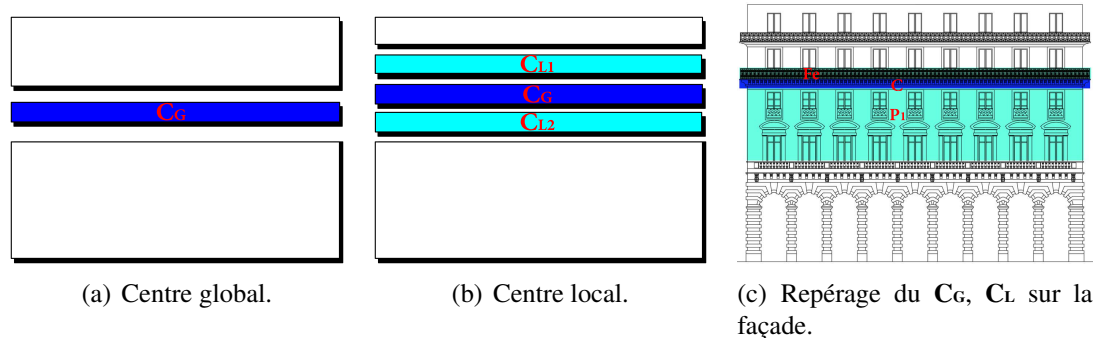 CG
CL1
CG
CL2
Fe
C
P1
(a) Centre global.
(b) Centre local.
(c) Repérage du CG, CL sur la
façade.